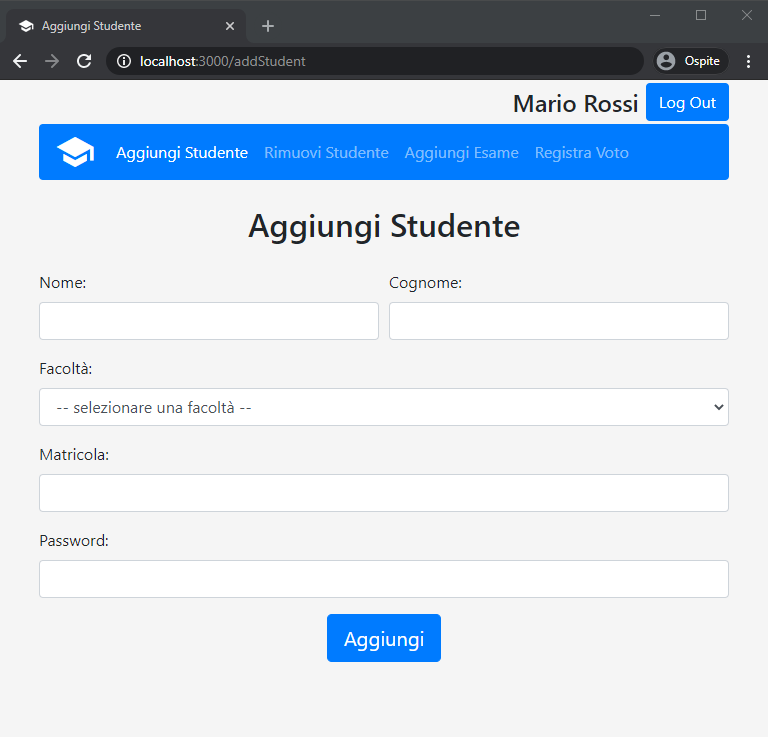 Aggiungi Studente
localhost:3000/addStudent
Ospite
Mario Rossi Log Out
Aggiungi Studente Rimuovi Studente Aggiungi Esame Registra Voto
Aggiungi Studente
Nome: Cognome:
Facoltà:
-- selezionare una facoltà --
Matricola:
Password:
Aggiungi